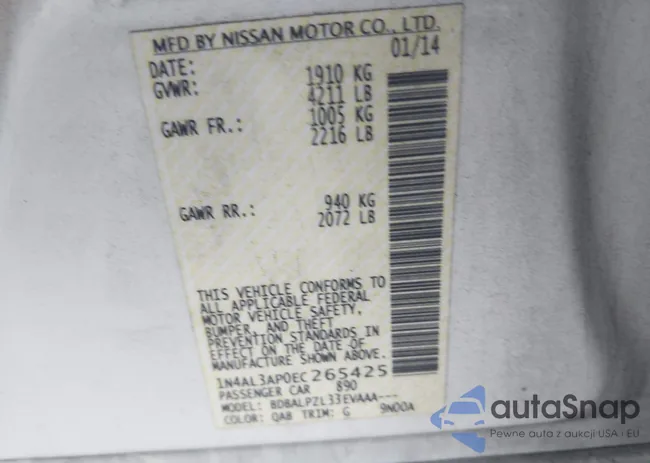 MFD BY NISSAN MOTOR CO., LTD.
DATE: 01/14
GVWR: 1910 KG
4211 LB
GAWR FR.: 1005 KG
2216 LB
GAWR RR.: 940 KG
2072 LB
THIS VEHICLE CONFORMS TO
ALL APPLICABLE FEDERAL
MOTOR VEHICLE SAFETY,
BUMPER, AND THEFT
PREVENTION STANDARDS IN
EFFECT ON THE DATE OF
MANUFACTURE SHOWN ABOVE.
1N4AL3AP0EC265425
PASSENGER CAR 890
MODEL: BDBALPZL33EVAAA---
COLOR: QAB TRIM: G 9N00A
autoSnap
Pewne auta z aukcji USA i EU